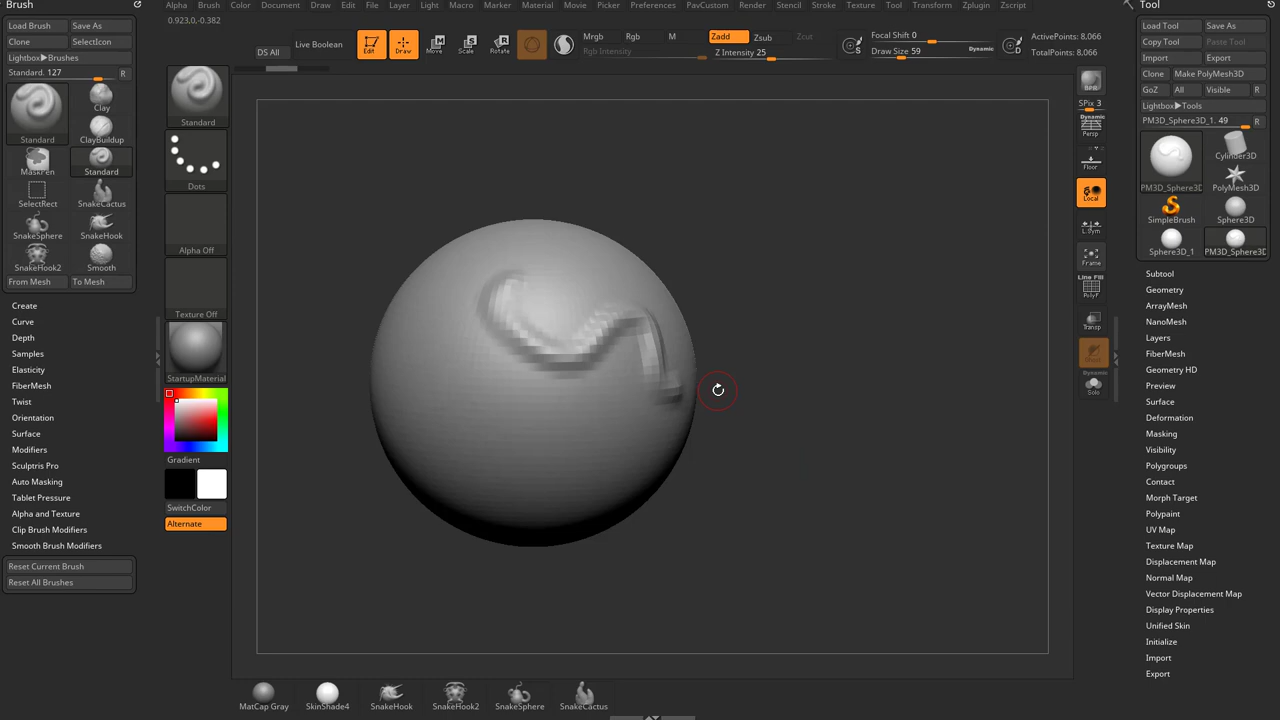 Brush
Alpha Brush Color Document Draw Edit File Layer Light Macro Marker Material Movie Picker Preferences PavCustom Render Stencil Stroke Texture Tool Transform Zplugin Zscript
Tool
0.923,0,-0.382
Load Brush Save As
Clone SelectIcon
Lightbox▶Brushes
Standard. 127 R
Standard
Clay
ClayBuildup
MaskPen
Standard
SelectRect
SnakeCactus
SnakeSphere
SnakeHook
SnakeHook2
Smooth
From Mesh To Mesh
Create
Curve
Depth
Samples
Elasticity
FiberMesh
Twist
Orientation
Surface
Modifiers
Sculptris Pro
Auto Masking
Tablet Pressure
Alpha and Texture
Clip Brush Modifiers
Smooth Brush Modifiers
Reset Current Brush
Reset All Brushes
DS All
Live Boolean
Edit
Draw
Move
Scale
Rotate
Mrgb Rgb M
Rgb Intensity
Zadd Zsub Zcut
Z Intensity 25
S
Focal Shift 0
Draw Size 59 Dynamic
D
ActivePoints: 8,066
TotalPoints: 8,066
Standard
Dots
Alpha Off
Texture Off
StartupMaterial
Gradient
SwitchColor
Alternate
BPR
SPix 3
Dynamic
Persp
Floor
Local
L.Sym
Frame
Line Fill
PolyF
Transp
Dynamic
Solo
Load Tool Save As
Copy Tool Paste Tool
Import Export
Clone Make PolyMesh3D
GoZ All Visible R
Lightbox▶Tools
PM3D_Sphere3D_1. 49 R
PM3D_Sphere3D
Cylinder3D
PolyMesh3D
SimpleBrush
Sphere3D
Sphere3D_1
PM3D_Sphere3D
Subtool
Geometry
ArrayMesh
NanoMesh
Layers
FiberMesh
Geometry HD
Preview
Surface
Deformation
Masking
Visibility
Polygroups
Contact
Morph Target
Polypaint
UV Map
Texture Map
Displacement Map
Normal Map
Vector Displacement Map
Display Properties
Unified Skin
Initialize
Import
Export
MatCap Gray SkinShade4 SnakeHook SnakeHook2 SnakeSphere SnakeCactus